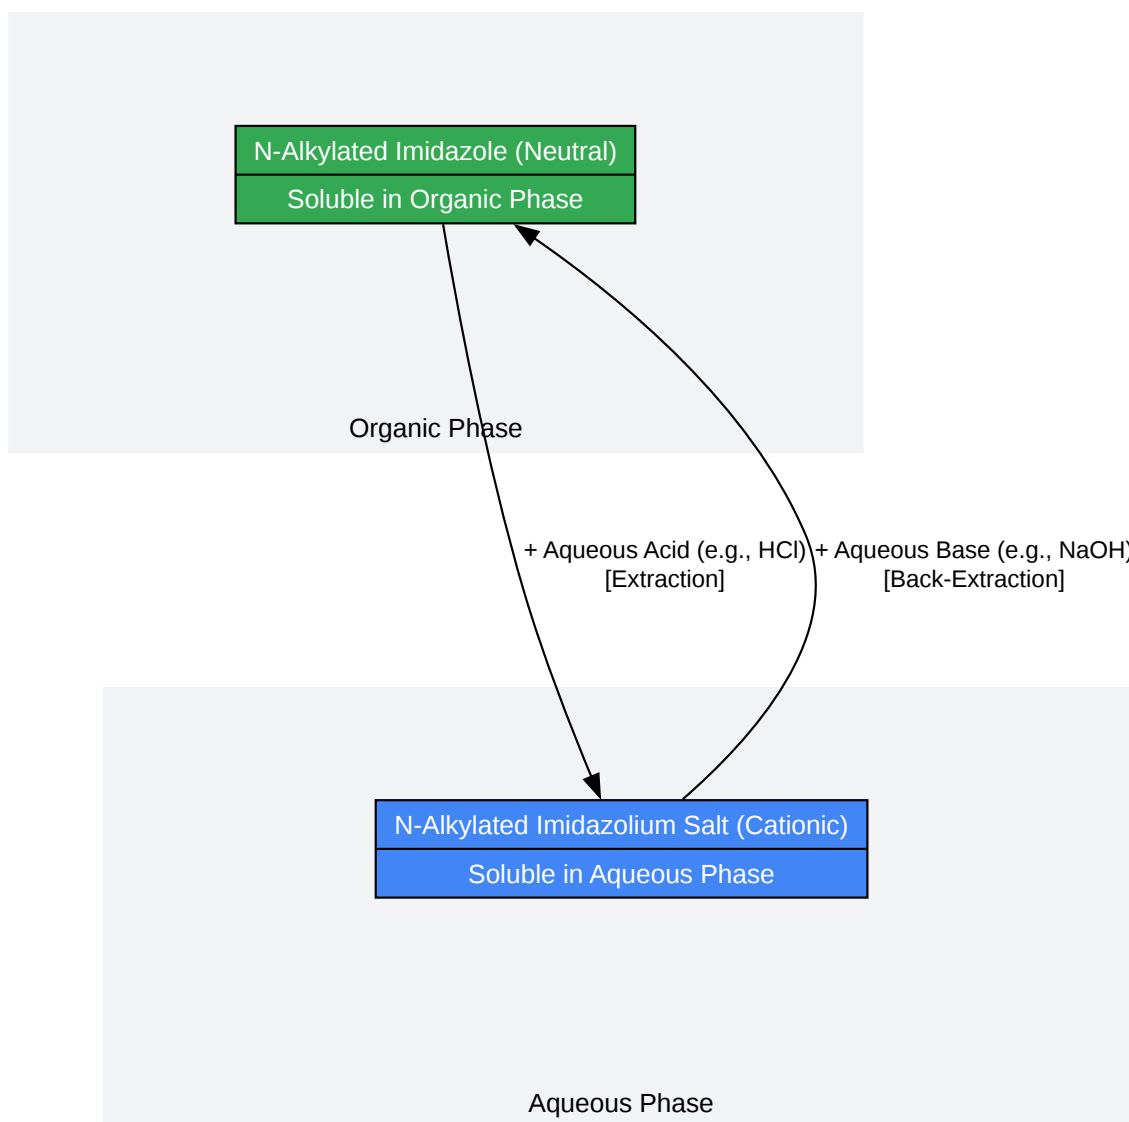 N-Alkylated Imidazole (Neutral)
Soluble in Organic Phase
Organic Phase
+ Aqueous Acid (e.g., HCl)
[Extraction]
+ Aqueous Base (e.g., NaOH)
[Back-Extraction]
N-Alkylated Imidazolium Salt (Cationic)
Soluble in Aqueous Phase
Aqueous Phase